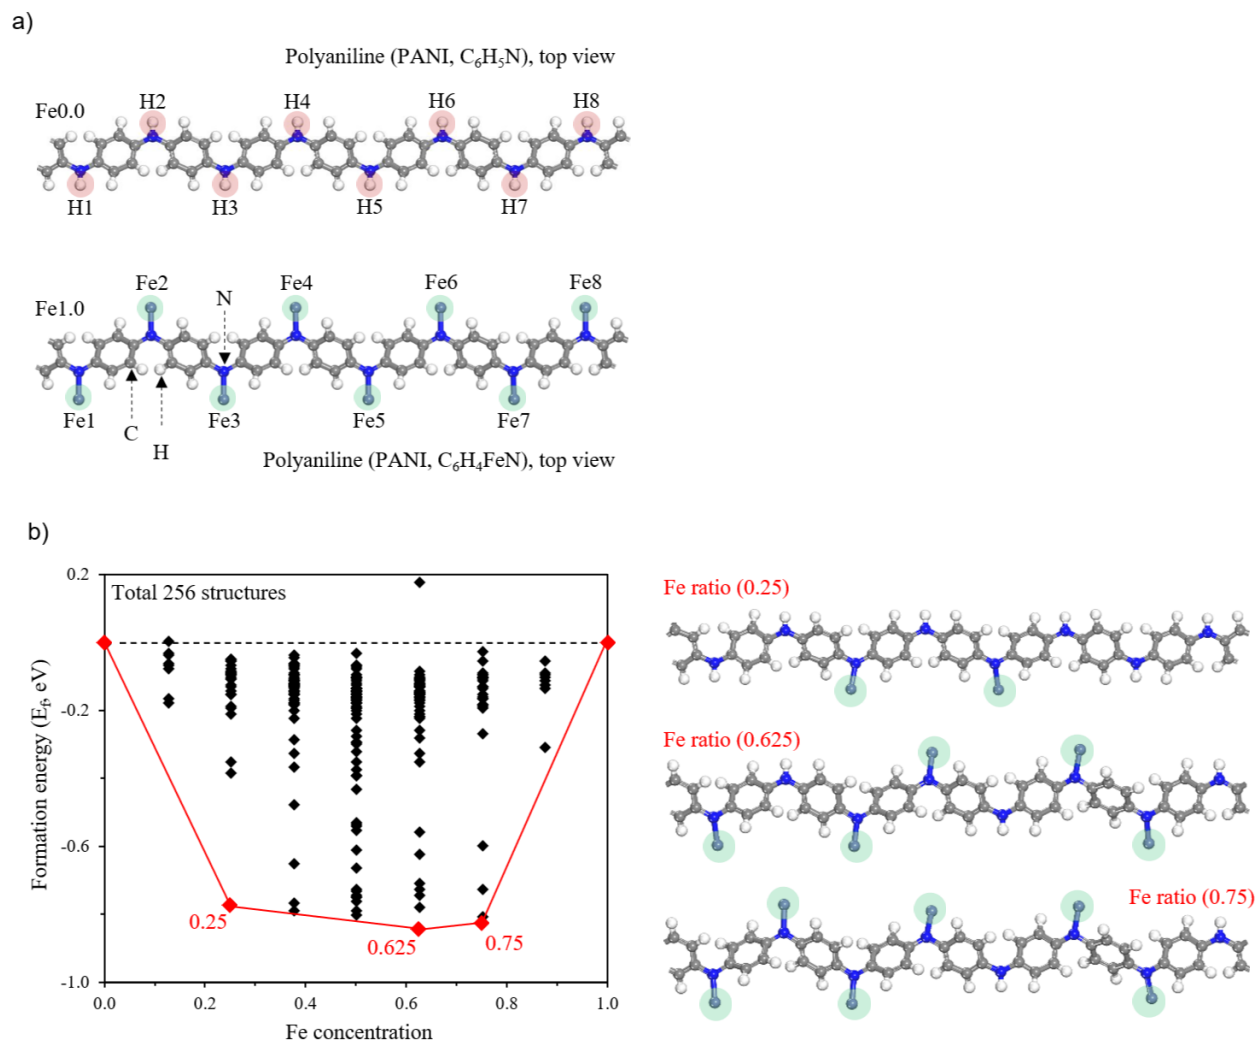 a)
Polyaniline (PANI, C₆H₅N), top view
Fe0.0
H2
H4
H6
H8
H1
H3
H5
H7
Fe1.0
Fe2
N
Fe4
Fe6
Fe8
Fe1
C
H
Fe3
Fe5
Fe7
Polyaniline (PANI, C₆H₄FeN), top view
b)
Total 256 structures
Formation energy (Ef, eV)
0.2
-0.2
-0.6
-1.0
0.25
0.625
0.75
0.0
0.2
0.4
0.6
0.8
1.0
Fe concentration
Fe ratio (0.25)
Fe ratio (0.625)
Fe ratio (0.75)